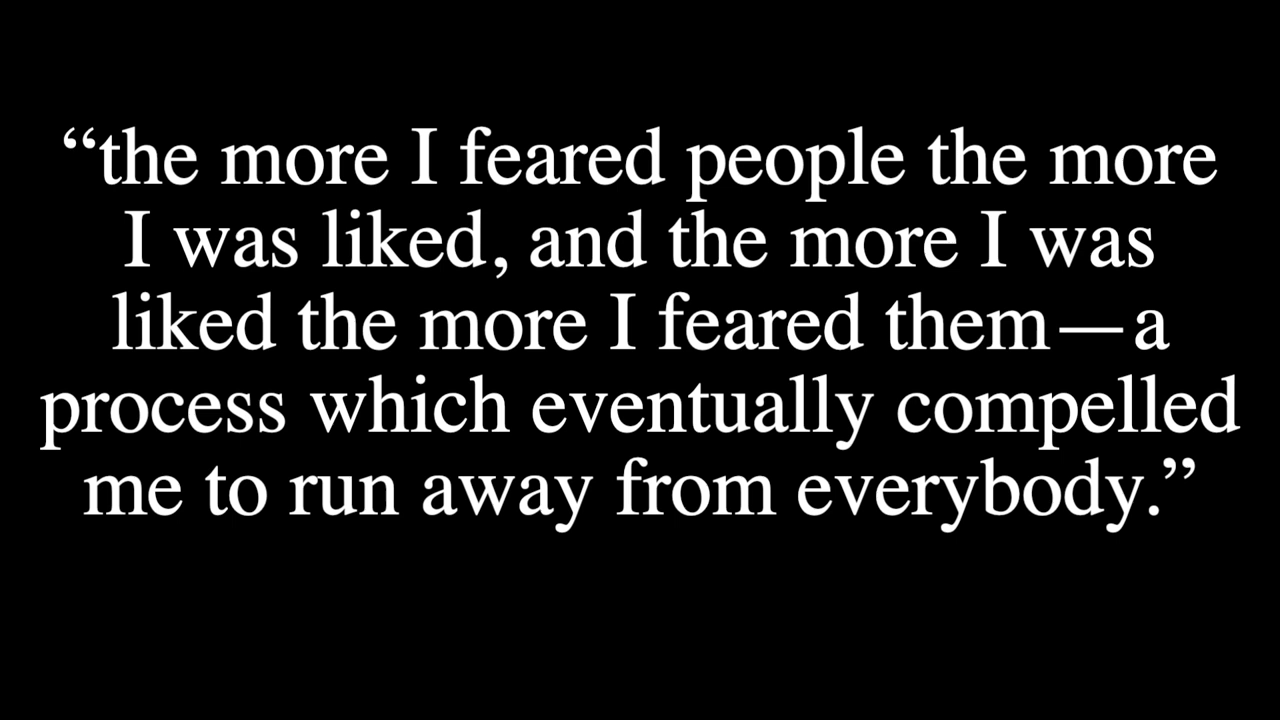 “the more I feared people the more
I was liked, and the more I was
liked the more I feared them—a
process which eventually compelled
me to run away from everybody.”